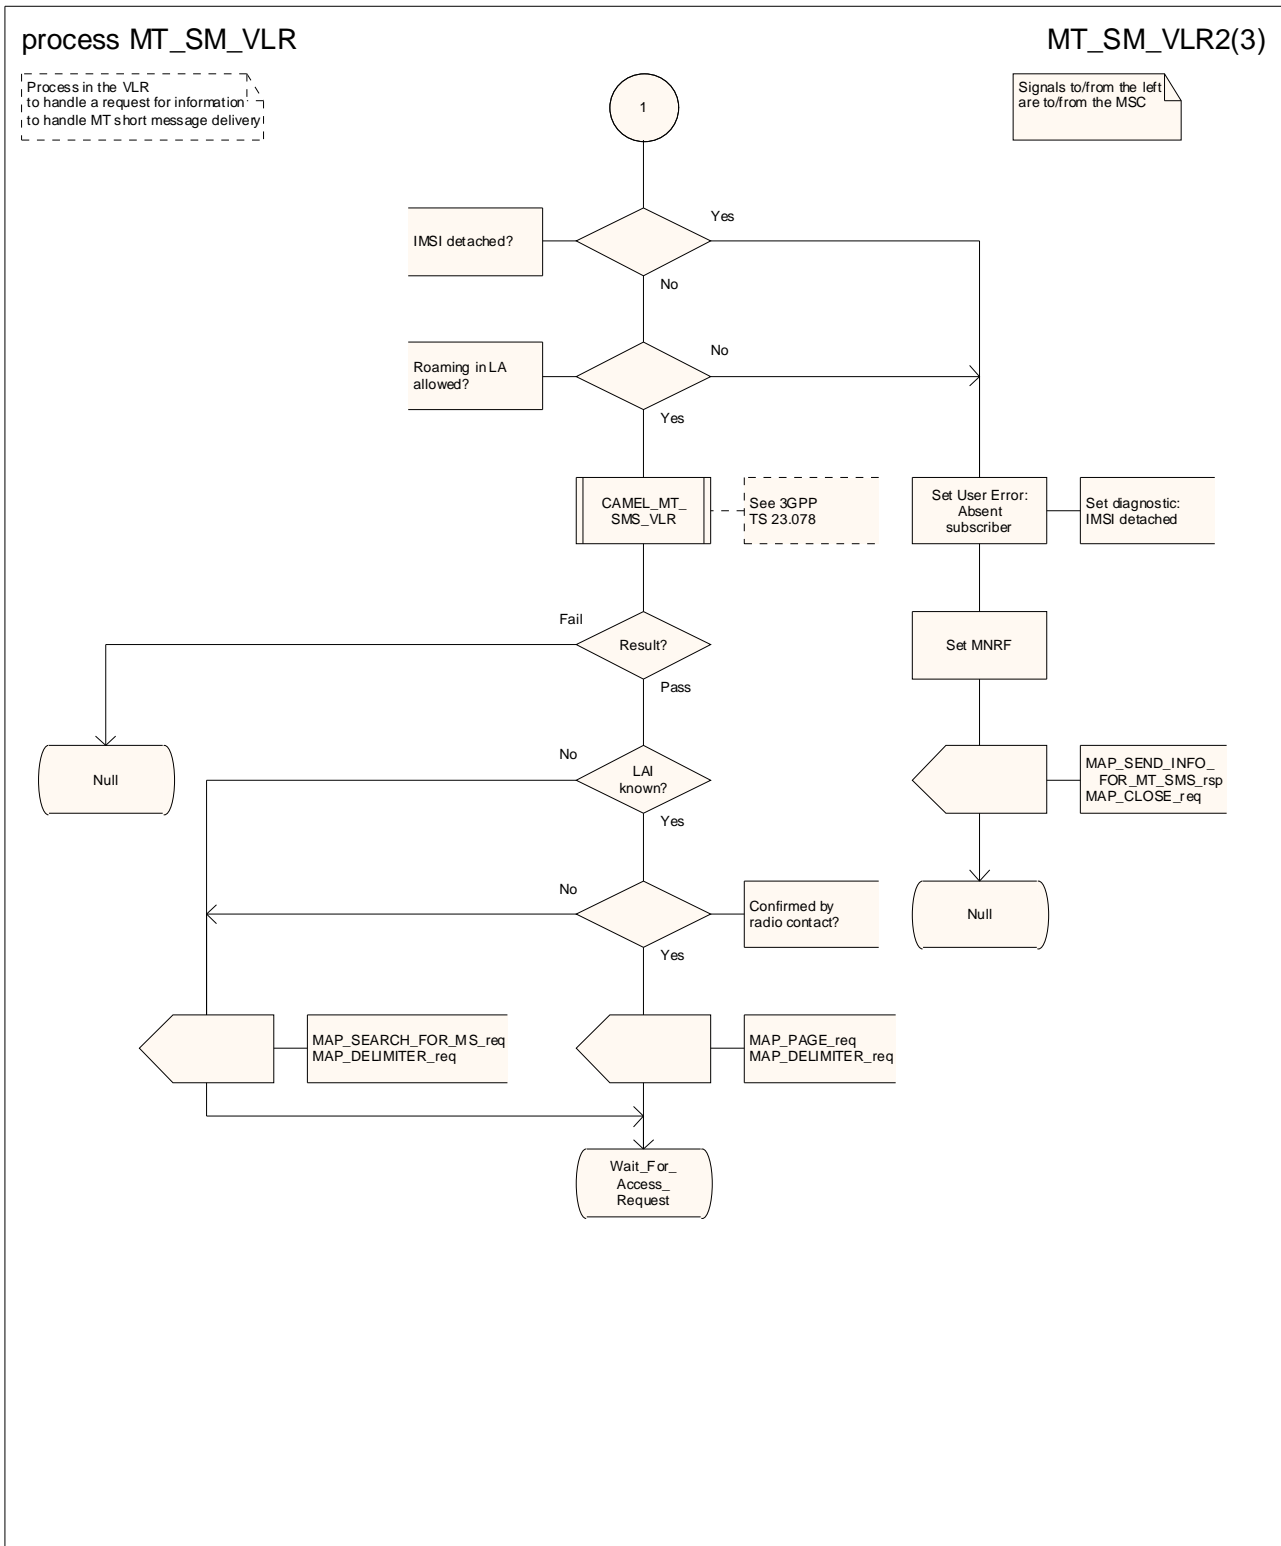 process MT_SM_VLR
MT_SM_VLR2(3)
Process in the VLR
to handle a request for information
to handle MT short message delivery
Signals to/from the left
are to/from the MSC
1
IMSI detached?
Yes
No
Roaming in LA
allowed?
No
Yes
CAMEL_MT_
SMS_VLR
See 3GPP
TS 23.078
Set User Error:
Absent
subscriber
Set diagnostic:
IMSI detached
Fail
Result?
Pass
Set MNRF
Null
No
LAI
known?
Yes
MAP_SEND_INFO_
FOR_MT_SMS_rsp
MAP_CLOSE_req
No
Confirmed by
radio contact?
Yes
Null
MAP_SEARCH_FOR_MS_req
MAP_DELIMITER_req
MAP_PAGE_req
MAP_DELIMITER_req
Wait_For_
Access_
Request